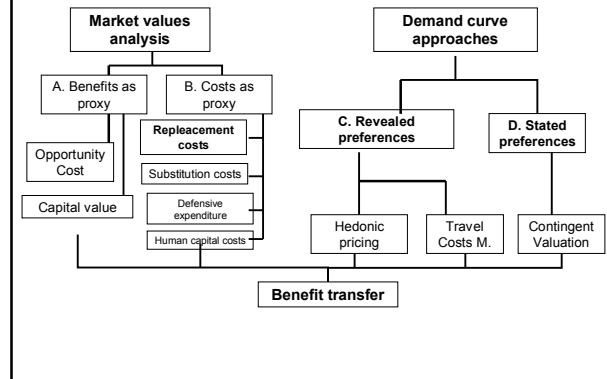 Market values
analysis
Demand curve
approaches
A. Benefits as
proxy
B. Costs as
proxy
Repleacement
costs
C. Revealed
preferences
D. Stated
preferences
Opportunity
Cost
Substitution costs
Capital value
Defensive
expenditure
Human capital costs
Hedonic
pricing
Travel
Costs M.
Contingent
Valuation
Benefit transfer